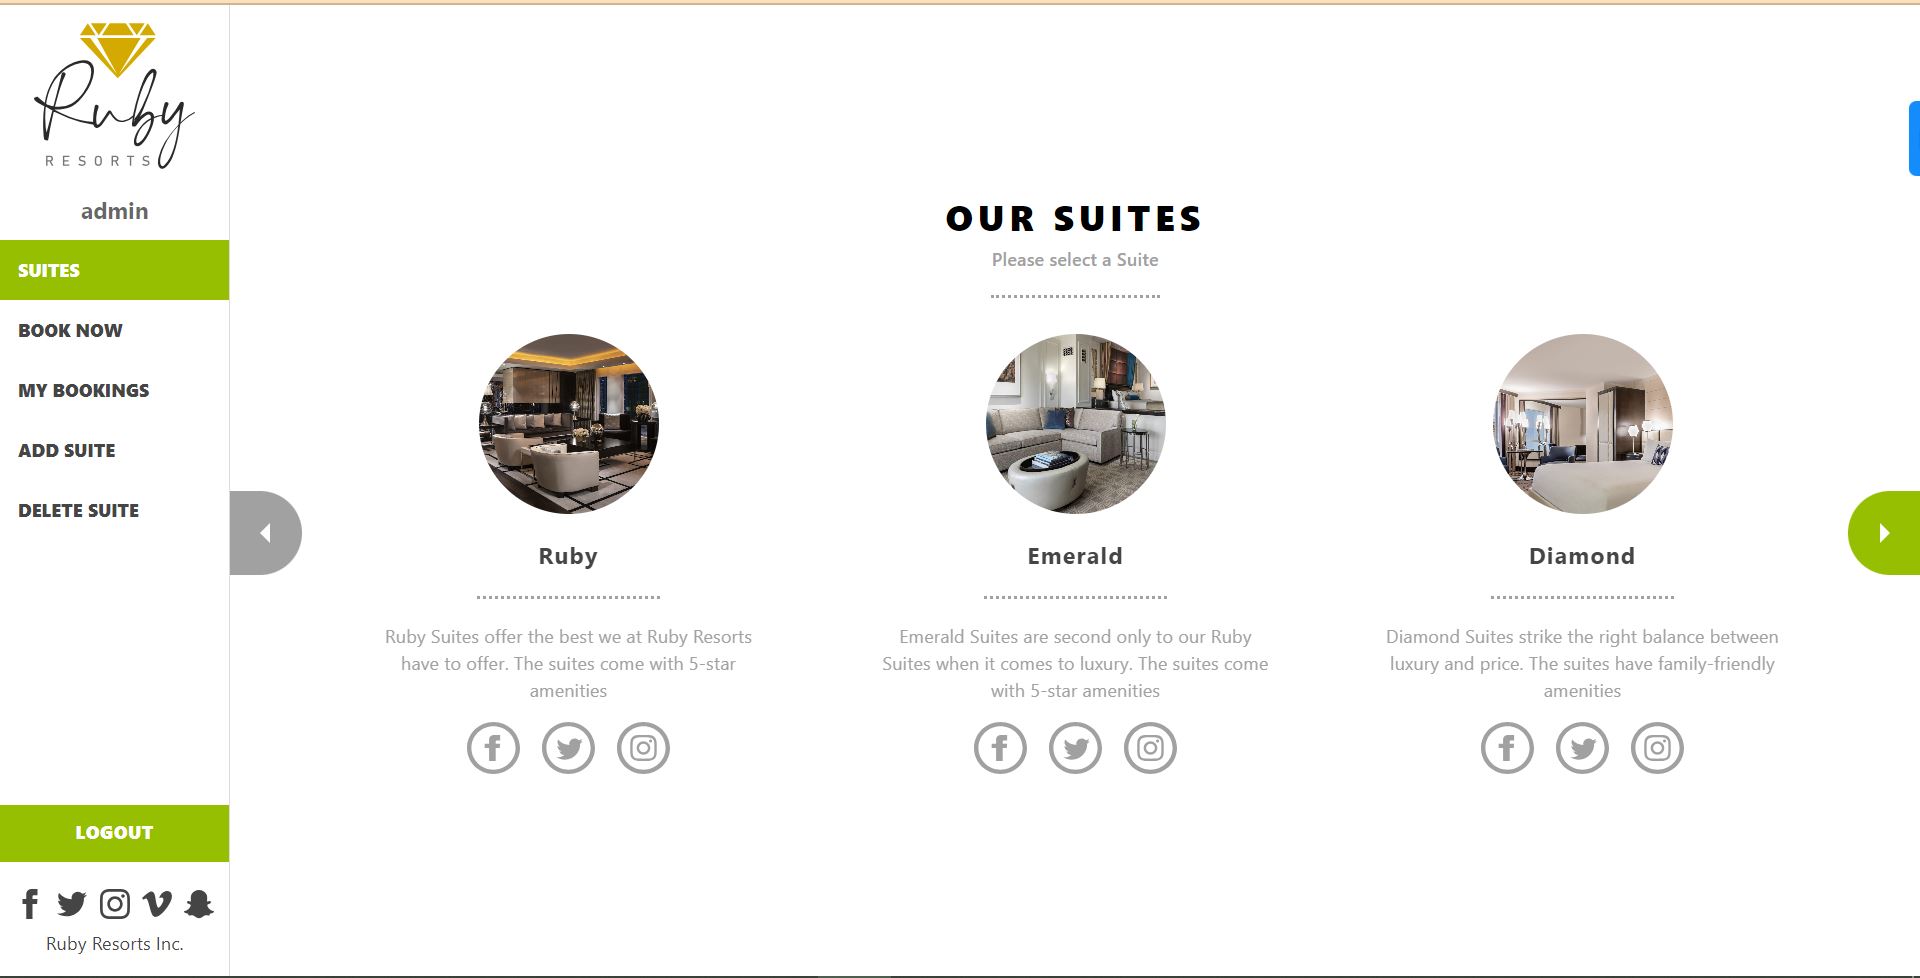 Ruby
RESORTS
admin
SUITES
BOOK NOW
MY BOOKINGS
ADD SUITE
DELETE SUITE
LOGOUT
Ruby Resorts Inc.
OUR SUITES
Please select a Suite
Ruby
Ruby Suites offer the best we at Ruby Resorts
have to offer. The suites come with 5-star
amenities
Emerald
Emerald Suites are second only to our Ruby
Suites when it comes to luxury. The suites come
with 5-star amenities
Diamond
Diamond Suites strike the right balance between
luxury and price. The suites have family-friendly
amenities